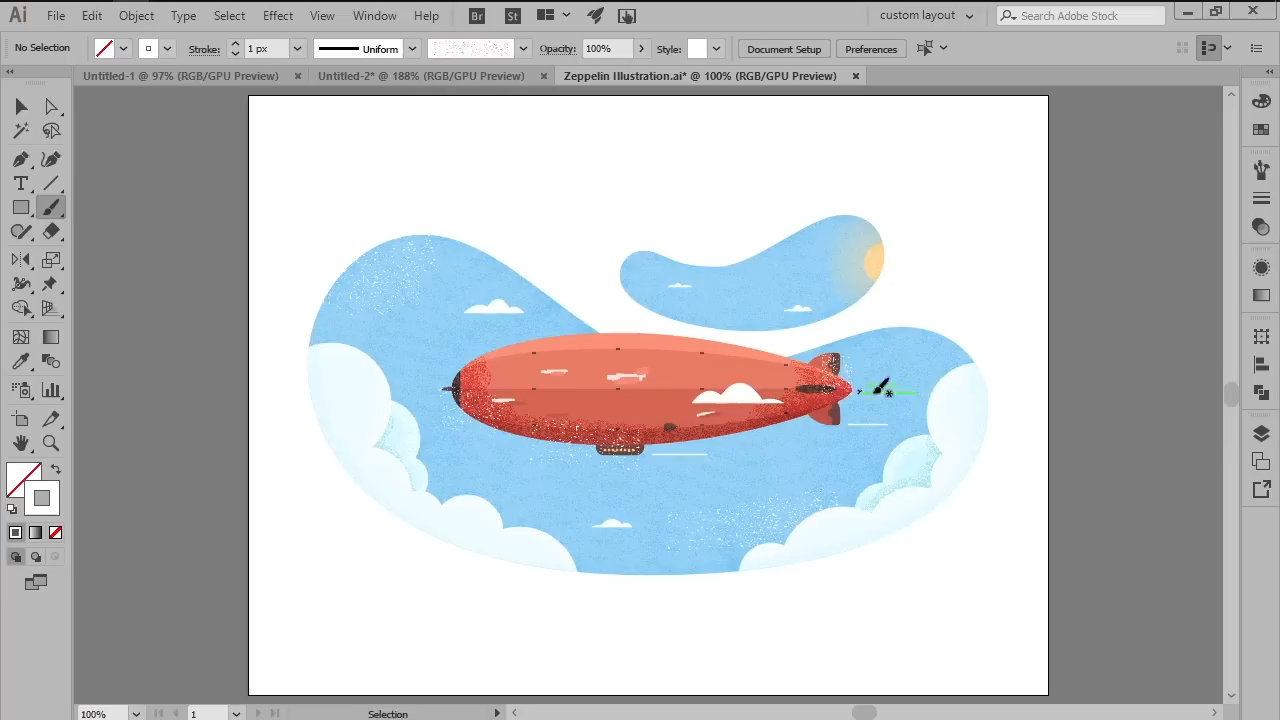 Ai File Edit Object Type Select Effect View Window Help Br St custom layout Search Adobe Stock
No Selection Stroke: 1 px Uniform Opacity: 100% Style: Document Setup Preferences
Untitled-1 @ 97% (RGB/GPU Preview) Untitled-2* @ 188% (RGB/GPU Preview) Zeppelin Illustration.ai* @ 100% (RGB/GPU Preview)
T
100% 1 Selection